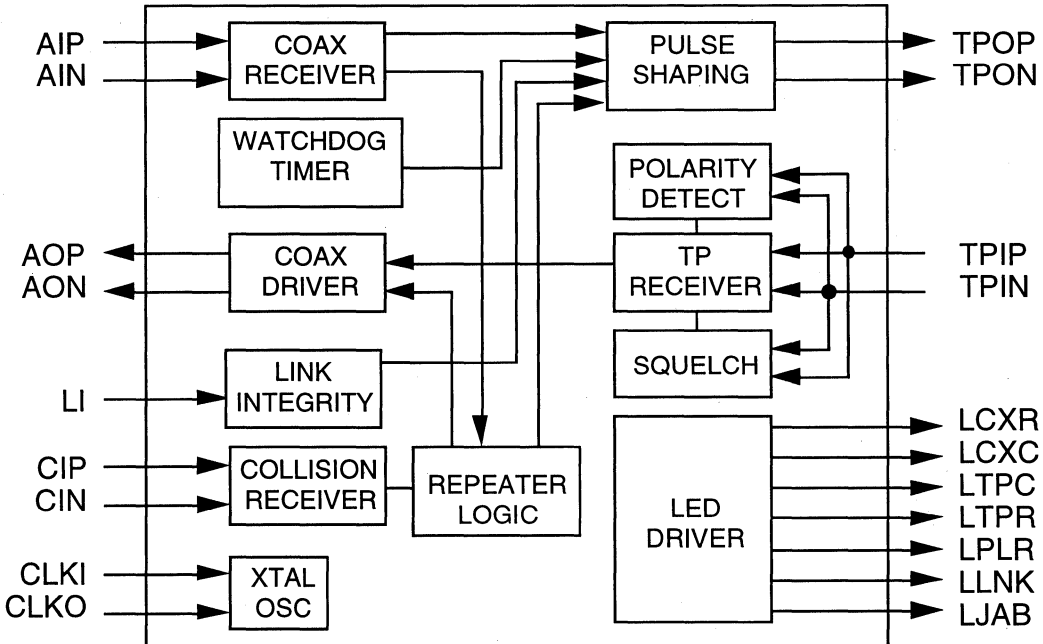 AIP
AIN
COAX
RECEIVER
PULSE
SHAPING
TPOP
TPON
WATCHDOG
TIMER
POLARITY
DETECT
AOP
AON
COAX
DRIVER
TP
RECEIVER
TPIP
TPIN
LI
LINK
INTEGRITY
SQUELCH
CIP
CIN
COLLISION
RECEIVER
REPEATER
LOGIC
LED
DRIVER
LCXR
LCXC
LTPC
LTPR
LPLR
LLNK
LJAB
CLKI
CLKO
XTAL
OSC